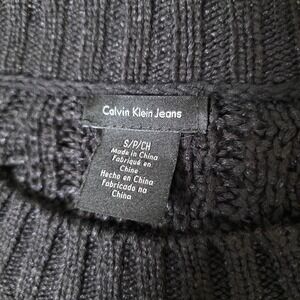 Calvin Klein Jeans
S/P/CH
Made in China
Fabriqué en
Chine
Hecho en China
Fabricado na
China